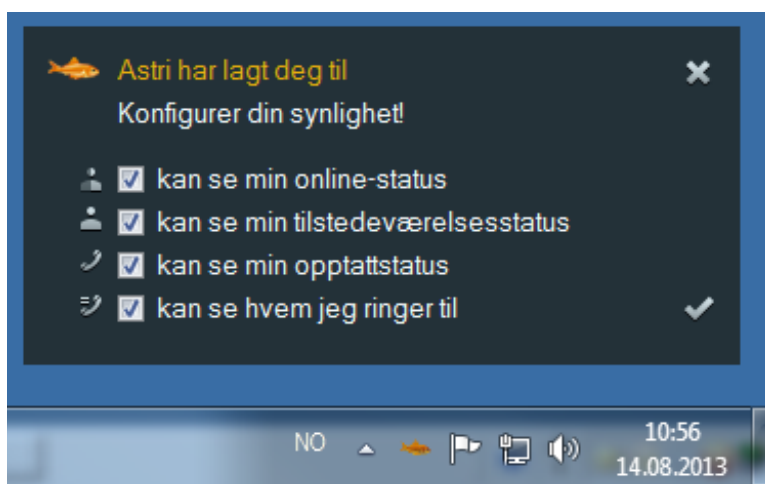 Astri har lagt deg til
Konfigurer din synlighet!
kan se min online-status
kan se min tilstedeværelsesstatus
kan se min opptattstatus
kan se hvem jeg ringer til
NO
10:56
14.08.2013